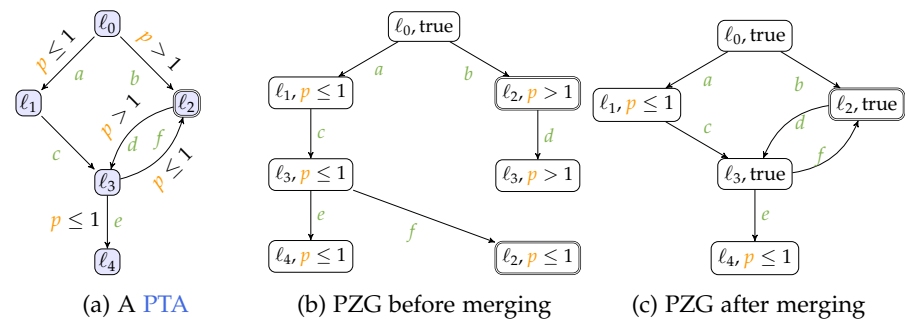 ℓ0
p ≤ 1
p > 1
a
b
ℓ1
ℓ2
p > 1
c
d
f
p ≤ 1
ℓ3
p ≤ 1
e
ℓ4
(a) A PTA
ℓ0, true
a
b
ℓ1, p ≤ 1
ℓ2, p > 1
c
d
ℓ3, p ≤ 1
ℓ3, p > 1
e
f
ℓ4, p ≤ 1
ℓ2, p ≤ 1
(b) PZG before merging
ℓ0, true
a
b
ℓ1, p ≤ 1
ℓ2, true
c
d
f
ℓ3, true
e
ℓ4, p ≤ 1
(c) PZG after merging